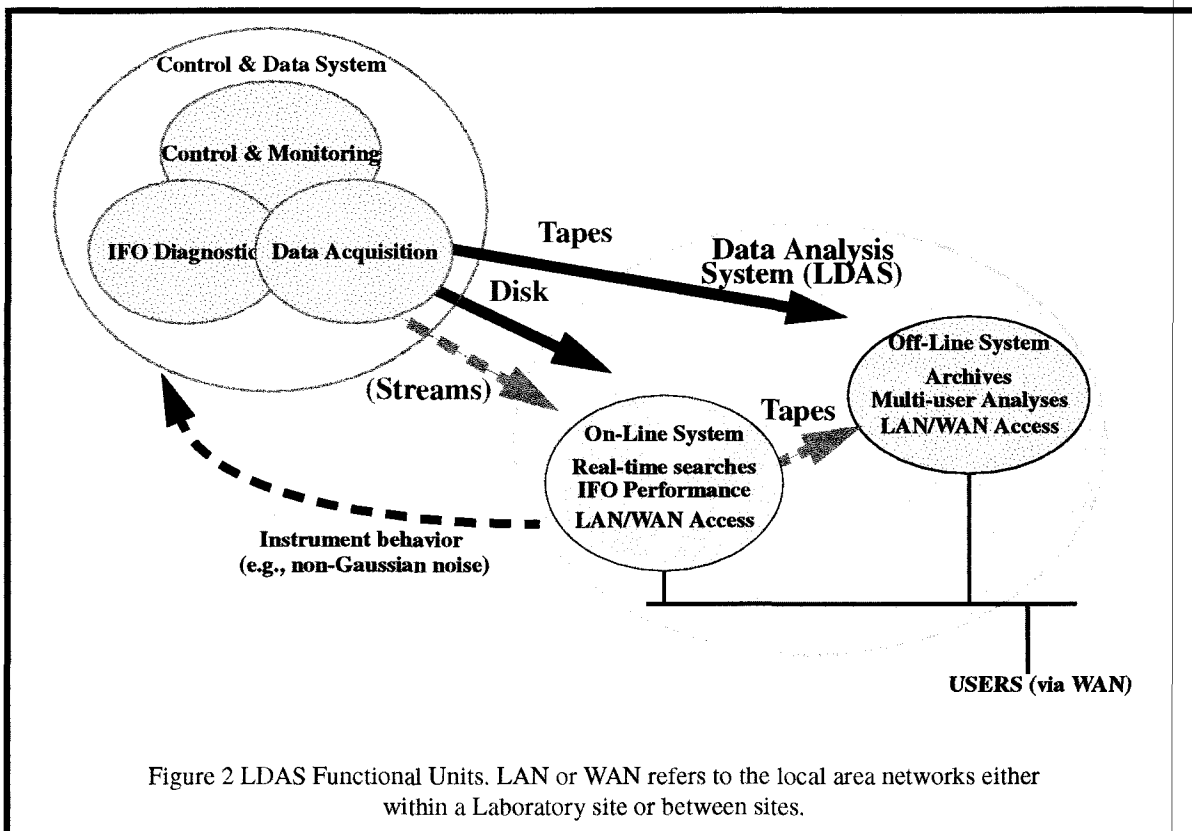 Control & Data System
Control & Monitoring
IFO Diagnostic
Data Acquisition
Tapes
Data Analysis
System (LDAS)
Disk
(Streams)
Off-Line System
Archives
Multi-user Analyses
LAN/WAN Access
Tapes
On-Line System
Real-time searches
IFO Performance
LAN/WAN Access
Instrument behavior
(e.g., non-Gaussian noise)
USERS (via WAN)
Figure 2 LDAS Functional Units. LAN or WAN refers to the local area networks either
within a Laboratory site or between sites.